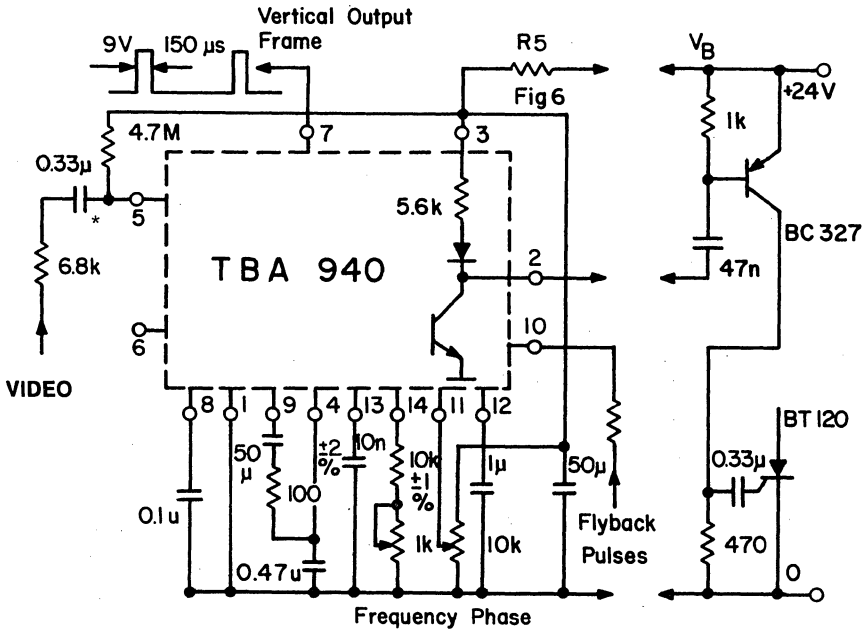 Vertical Output
Frame
9V
150 µs
R5
Fig 6
V_B
+24V
4.7M
7
3
1k
0.33µ
*
5
5.6k
BC 327
6.8k
TBA 940
2
47n
6
10
VIDEO
8
1
9
4
13
14
11
12
BT 120
50
µ
±2
%
10n
10k
±1
%
1µ
50µ
0.33µ
0.1u
100
Flyback
Pulses
1k
10k
470
0.47u
0
Frequency Phase